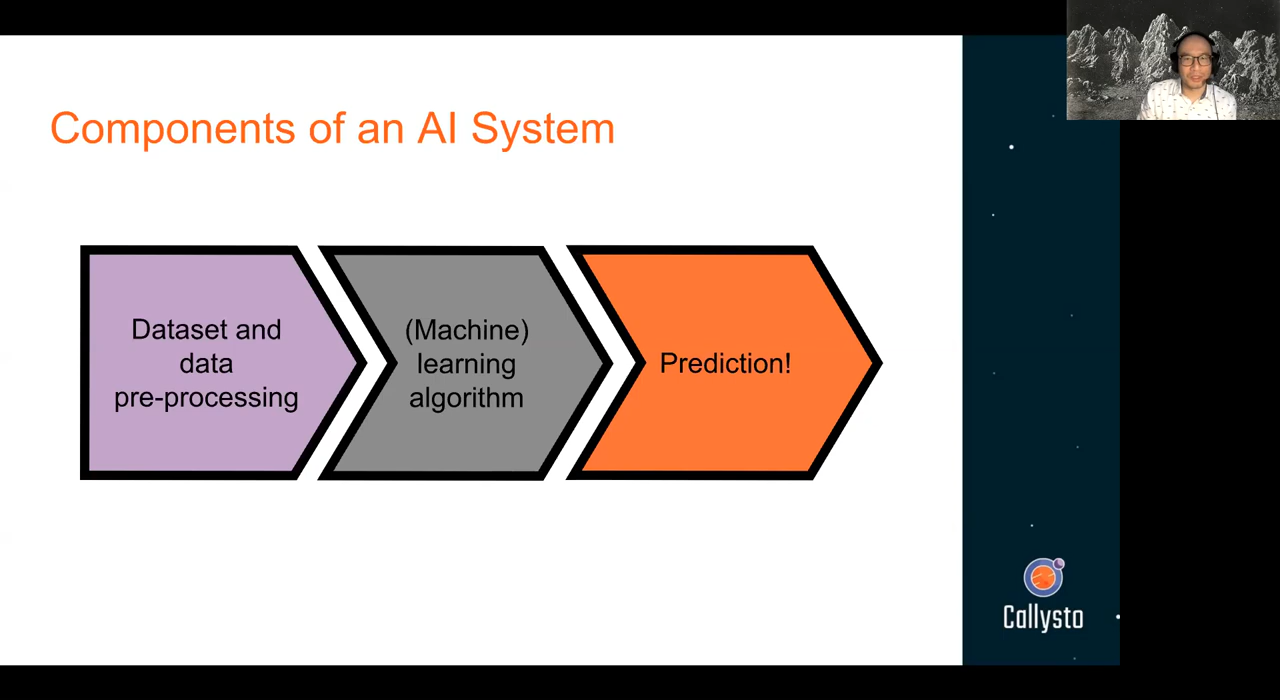 Components of an AI System
Dataset and
data
pre-processing
(Machine)
learning
algorithm
Prediction!
Callysto